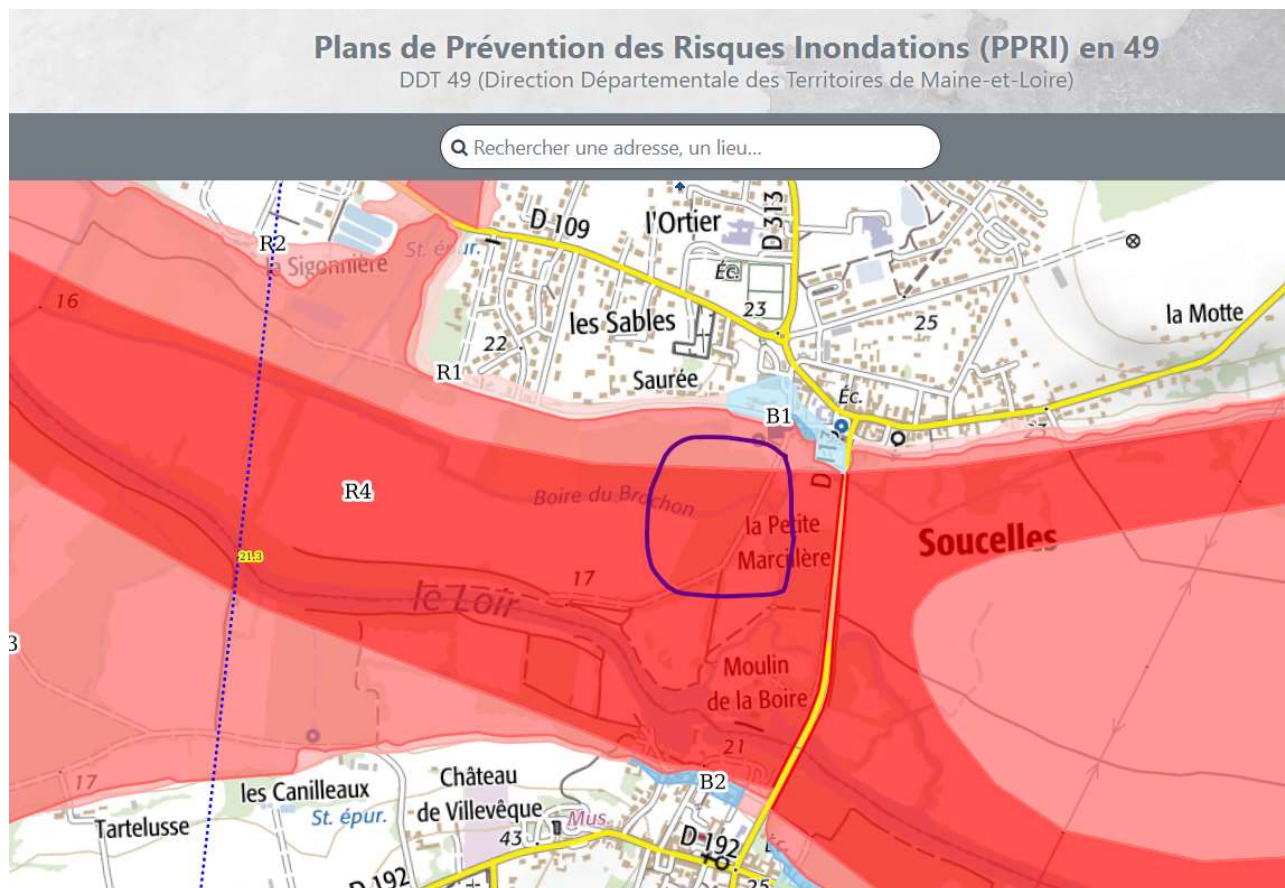 Plans de Prévention des Risques Inondations (PPRI) en 49
DDT 49 (Direction Départementale des Territoires de Maine-et-Loire)
Rechercher une adresse, un lieu...
D 109
l'Ortier
D 313
R2
la Sigonnière
St. épur.
Éc.
16
les Sables
23
25
la Motte
22
R1
Saurée
Éc.
B1
23
D
R4
Boire du Brochon
la Petite
Marcillère
Soucelles
21.3
17
le Loir
3
Moulin
de la Boire
21
17
les Canilleaux
St. épur.
Château
de Villevêque
Mus.
B2
Tartelusse
43
D 192
D 192
25